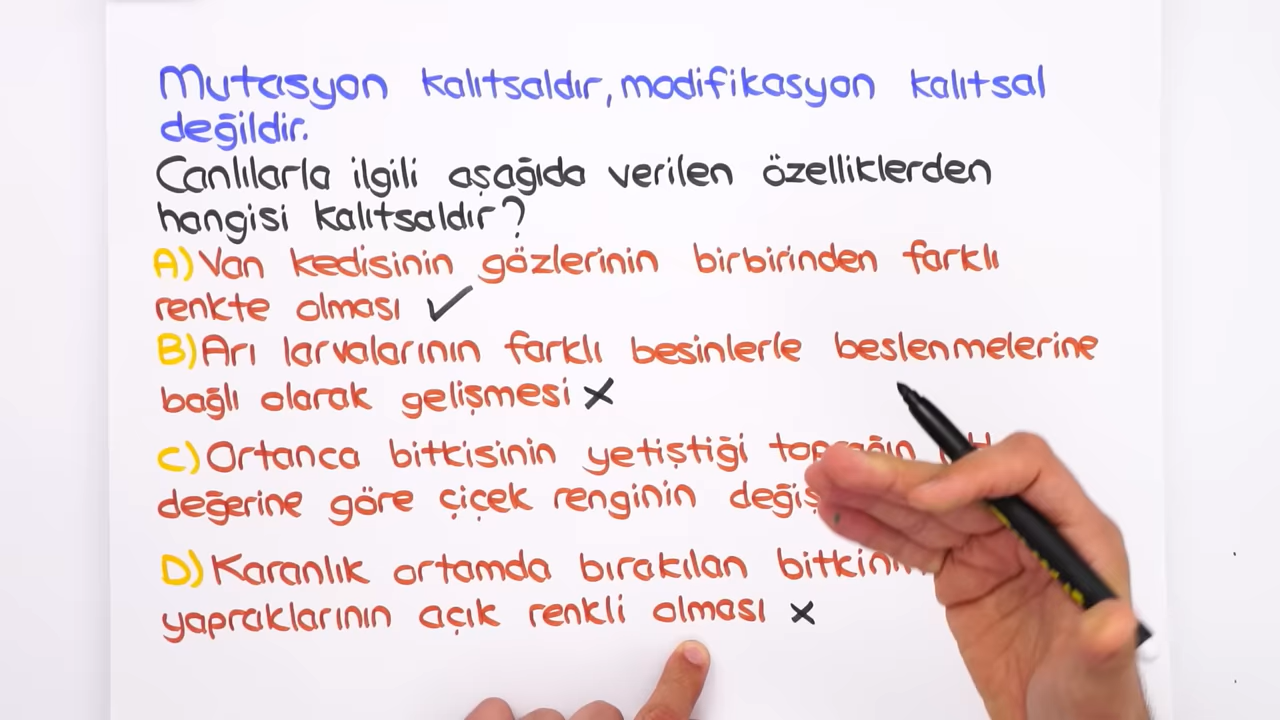 Mutasyon kalıtsaldır, modifikasyon kalıtsal
değildir.
Canlılarla ilgili aşağıda verilen özelliklerden
hangisi kalıtsaldır?
A) Van kedisinin gözlerinin birbirinden farklı
renkte olması ✓
B) Arı larvalarının farklı besinlerle beslenmelerine
bağlı olarak gelişmesi X
C) Ortanca bitkisinin yetiştiği
değerine göre çiçek renginin
D) Karanlık ortamda bırakılan
yapraklarının açık renkli olması X